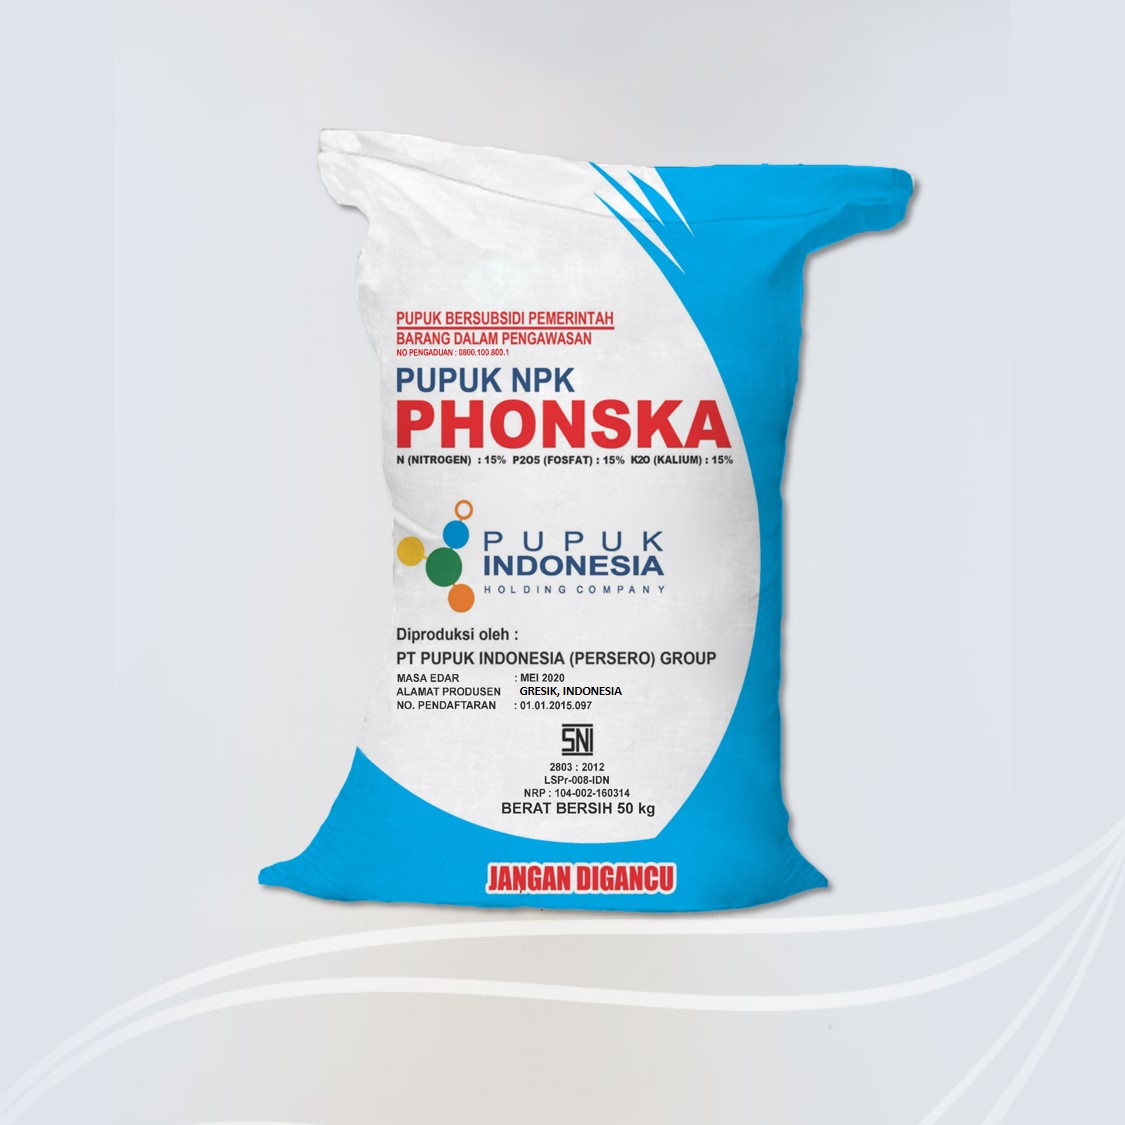 PUPUK BERSUBSIDI PEMERINTAH
BARANG DALAM PENGAWASAN
NO PENGADUAN : 0800.100.800.1
PUPUK NPK
PHONSKA
N (NITROGEN) : 15% P2O5 (FOSFAT) : 15% K2O (KALIUM) : 15%
PUPUK
INDONESIA
HOLDING COMPANY
Diproduksi oleh :
PT PUPUK INDONESIA (PERSERO) GROUP
MASA EDAR : MEI 2020
ALAMAT PRODUSEN GRESIK, INDONESIA
NO. PENDAFTARAN : 01.01.2015.097
SNI
2803 : 2012
LSPr-008-IDN
NRP : 104-002-160314
BERAT BERSIH 50 kg
JANGAN DIGANCU